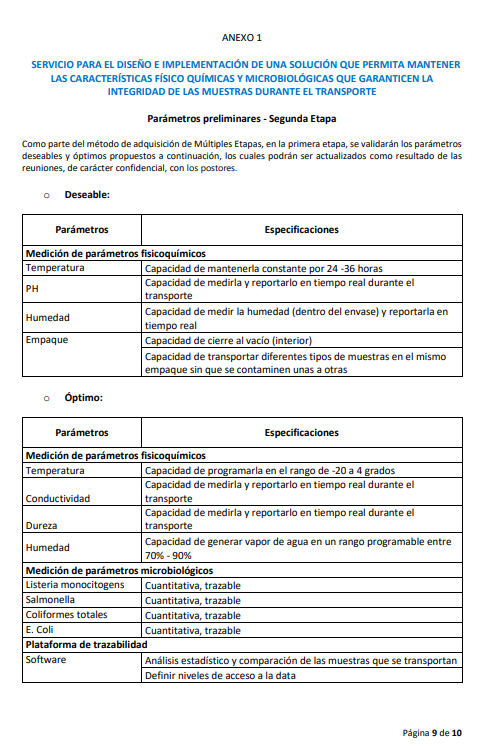 ANEXO 1
SERVICIO PARA EL DISEÑO E IMPLEMENTACIÓN DE UNA SOLUCIÓN QUE PERMITA MANTENER
LAS CARACTERÍSTICAS FÍSICO QUÍMICAS Y MICROBIOLÓGICAS QUE GARANTICEN LA
INTEGRIDAD DE LAS MUESTRAS DURANTE EL TRANSPORTE
Parámetros preliminares - Segunda Etapa
Como parte del método de adquisición de Múltiples Etapas, en la primera etapa, se validarán los parámetros
deseables y óptimos propuestos a continuación, los cuales podrán ser actualizados como resultado de las
reuniones, de carácter confidencial, con los postores.
o Deseable:
Parámetros Especificaciones
Medición de parámetros fisicoquímicos
Temperatura Capacidad de mantenerla constante por 24 -36 horas
PH Capacidad de medirla y reportarlo en tiempo real durante el
transporte
Humedad Capacidad de medir la humedad (dentro del envase) y reportarla en
tiempo real
Empaque Capacidad de cierre al vacío (interior)
Capacidad de transportar diferentes tipos de muestras en el mismo
empaque sin que se contaminen unas a otras
o Óptimo:
Parámetros Especificaciones
Medición de parámetros fisicoquímicos
Temperatura Capacidad de programarla en el rango de -20 a 4 grados
Conductividad Capacidad de medirla y reportarlo en tiempo real durante el
transporte
Dureza Capacidad de medirla y reportarlo en tiempo real durante el
transporte
Humedad Capacidad de generar vapor de agua en un rango programable entre
70% - 90%
Medición de parámetros microbiológicos
Listeria monocitogens Cuantitativa, trazable
Salmonella Cuantitativa, trazable
Coliformes totales Cuantitativa, trazable
E. Coli Cuantitativa, trazable
Plataforma de trazabilidad
Software Análisis estadístico y comparación de las muestras que se transportan
Definir niveles de acceso a la data
Página 9 de 10